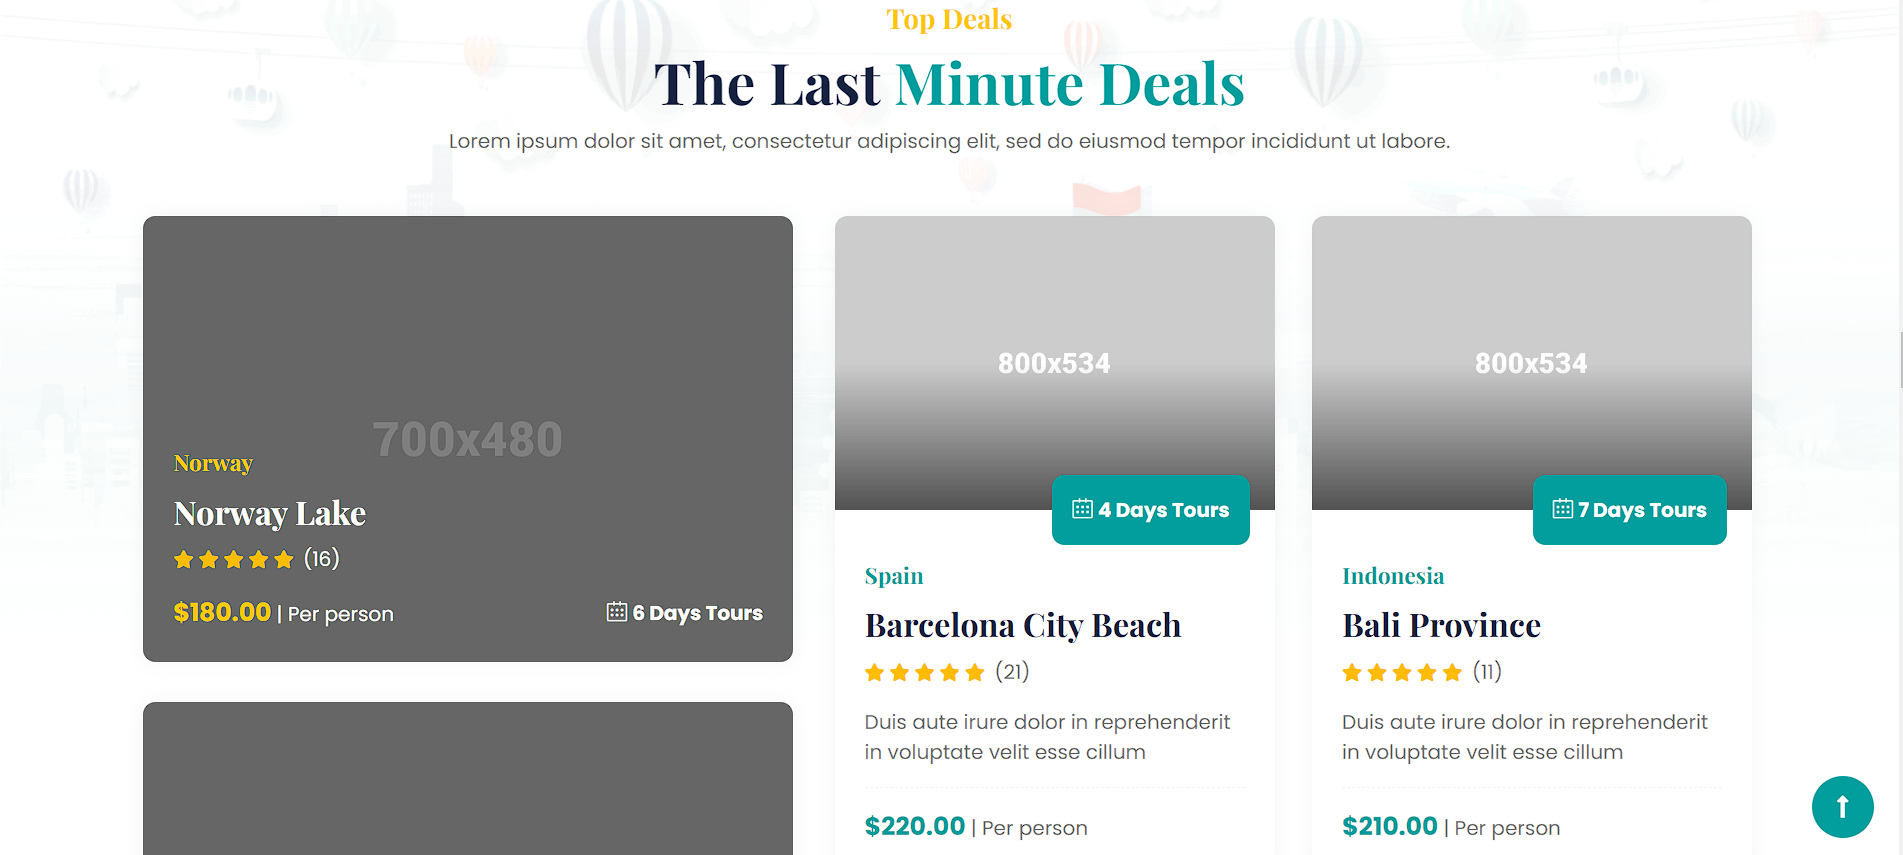 Top Deals
The Last Minute Deals
Lorem ipsum dolor sit amet, consectetur adipiscing elit, sed do eiusmod tempor incididunt ut labore.
700x480
Norway
Norway Lake
(16)
$180.00 | Per person
6 Days Tours
800x534
4 Days Tours
Spain
Barcelona City Beach
(21)
Duis aute irure dolor in reprehenderit
in voluptate velit esse cillum
$220.00 | Per person
800x534
7 Days Tours
Indonesia
Bali Province
(11)
Duis aute irure dolor in reprehenderit
in voluptate velit esse cillum
$210.00 | Per person